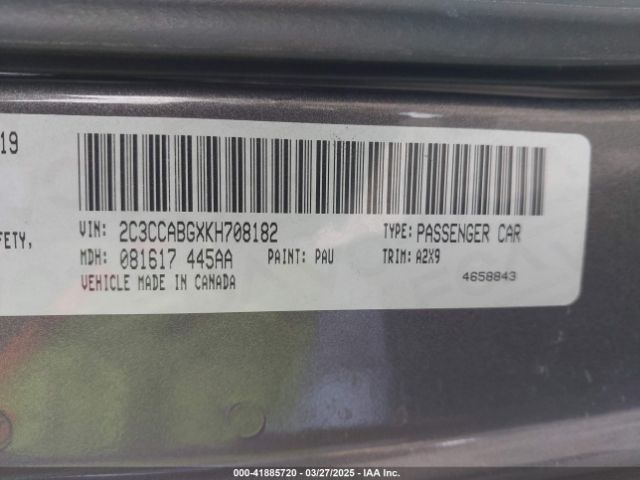 19
VIN: 2C3CCABGXKH708182 TYPE: PASSENGER CAR
FETY,
MDH: 081617 445AA PAINT: PAU TRIM: A2X9
VEHICLE MADE IN CANADA 4658843
000-41885720 - 03/27/2025 - IAA Inc.